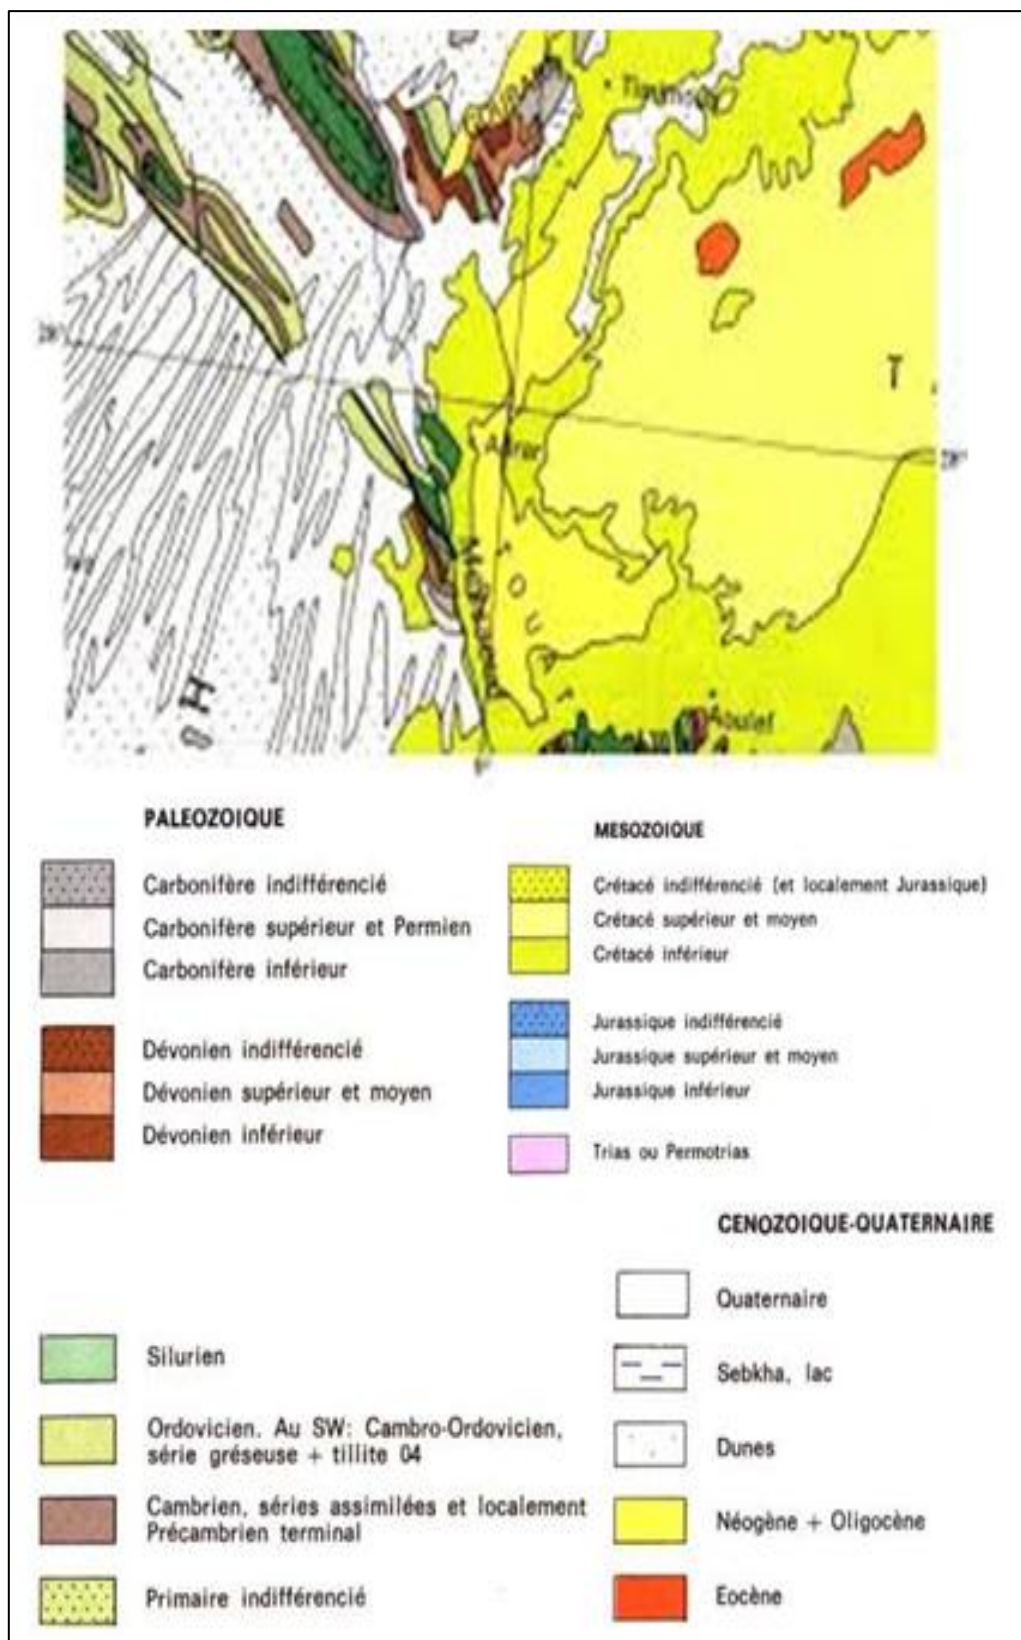 Timimoun
28°
T
Adrar
28°
T
O
U
A
T
H
Aoulef
0°
PALEOZOIQUE
Carbonifère indifférencié
Carbonifère supérieur et Permien
Carbonifère inférieur
Dévonien indifférencié
Dévonien supérieur et moyen
Dévonien inférieur
Silurien
Ordovicien. Au SW: Cambro-Ordovicien,
série gréseuse + tillite 04
Cambrien, séries assimilées et localement
Précambrien terminal
Primaire indifférencié
MESOZOIQUE
Crétacé indifférencié (et localement Jurassique)
Crétacé supérieur et moyen
Crétacé inférieur
Jurassique indifférencié
Jurassique supérieur et moyen
Jurassique inférieur
Trias ou Permotrias
CENOZOIQUE-QUATERNAIRE
Quaternaire
Sebkha, lac
Dunes
Néogène + Oligocène
Eocène